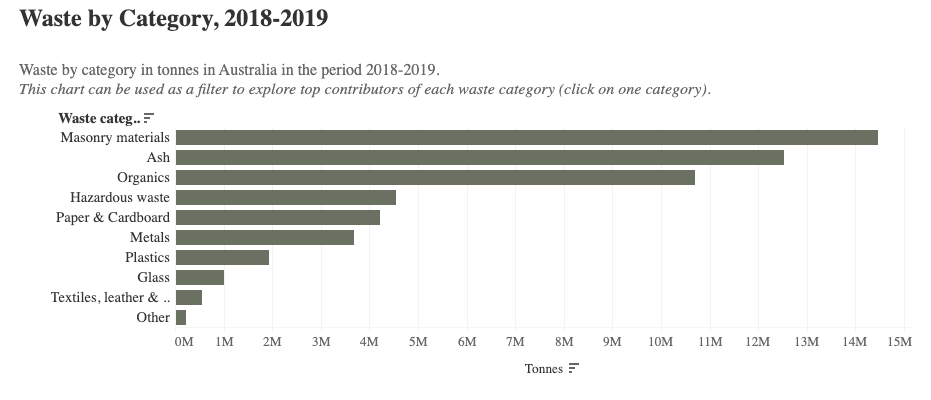 Waste by Category, 2018-2019
Waste by category in tonnes in Australia in the period 2018-2019.
This chart can be used as a filter to explore top contributors of each waste category (click on one category).
Waste categ..
Masonry materials
Ash
Organics
Hazardous waste
Paper & Cardboard
Metals
Plastics
Glass
Textiles, leather & ..
Other
0M 1M 2M 3M 4M 5M 6M 7M 8M 9M 10M 11M 12M 13M 14M 15M
Tonnes